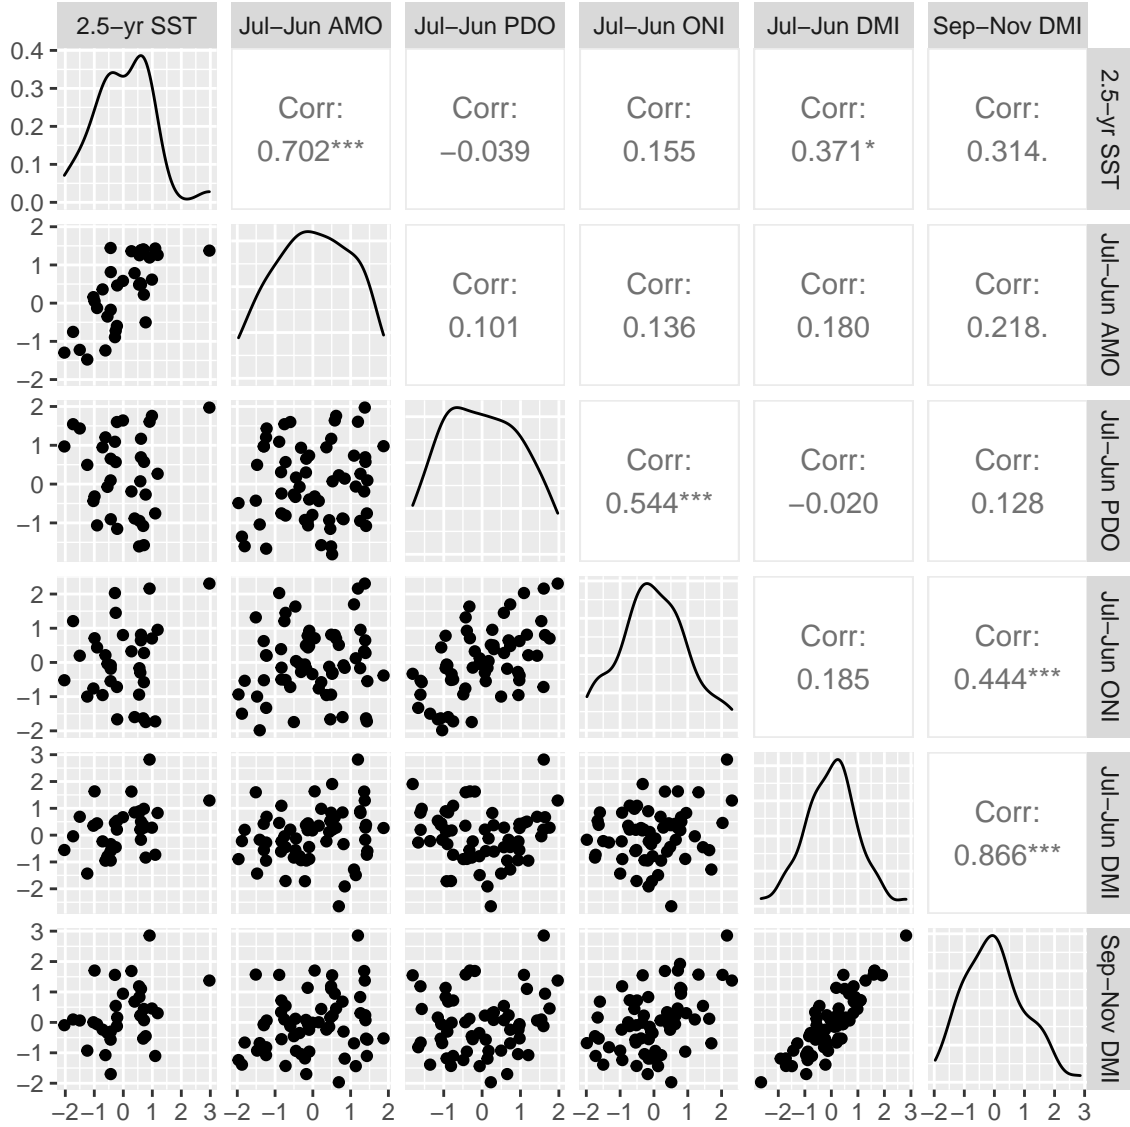 2.5−yr SST Jul−Jun AMO Jul−Jun PDO Jul−Jun ONI Jul−Jun DMI Sep−Nov DMI
0.4
0.3
0.2
0.1
0.0
Corr: Corr: Corr: Corr: Corr:
0.702*** −0.039 0.155 0.371* 0.314.
2.5−yr SST
2
1
0
−1
−2
Corr: Corr: Corr: Corr:
0.101 0.136 0.180 0.218.
Jul−Jun AMO
2
1
0
−1
Corr: Corr: Corr:
0.544*** −0.020 0.128
Jul−Jun PDO
2
1
0
−1
−2
Corr: Corr:
0.185 0.444***
Jul−Jun ONI
3
2
1
0
−1
−2
Corr:
0.866***
Jul−Jun DMI
3
2
1
0
−1
−2
Sep−Nov DMI
−2 −1 0 1 2 3 −2 −1 0 1 2 −1 0 1 2 −2 −1 0 1 2 −2 −1 0 1 2 3 −2 −1 0 1 2 3